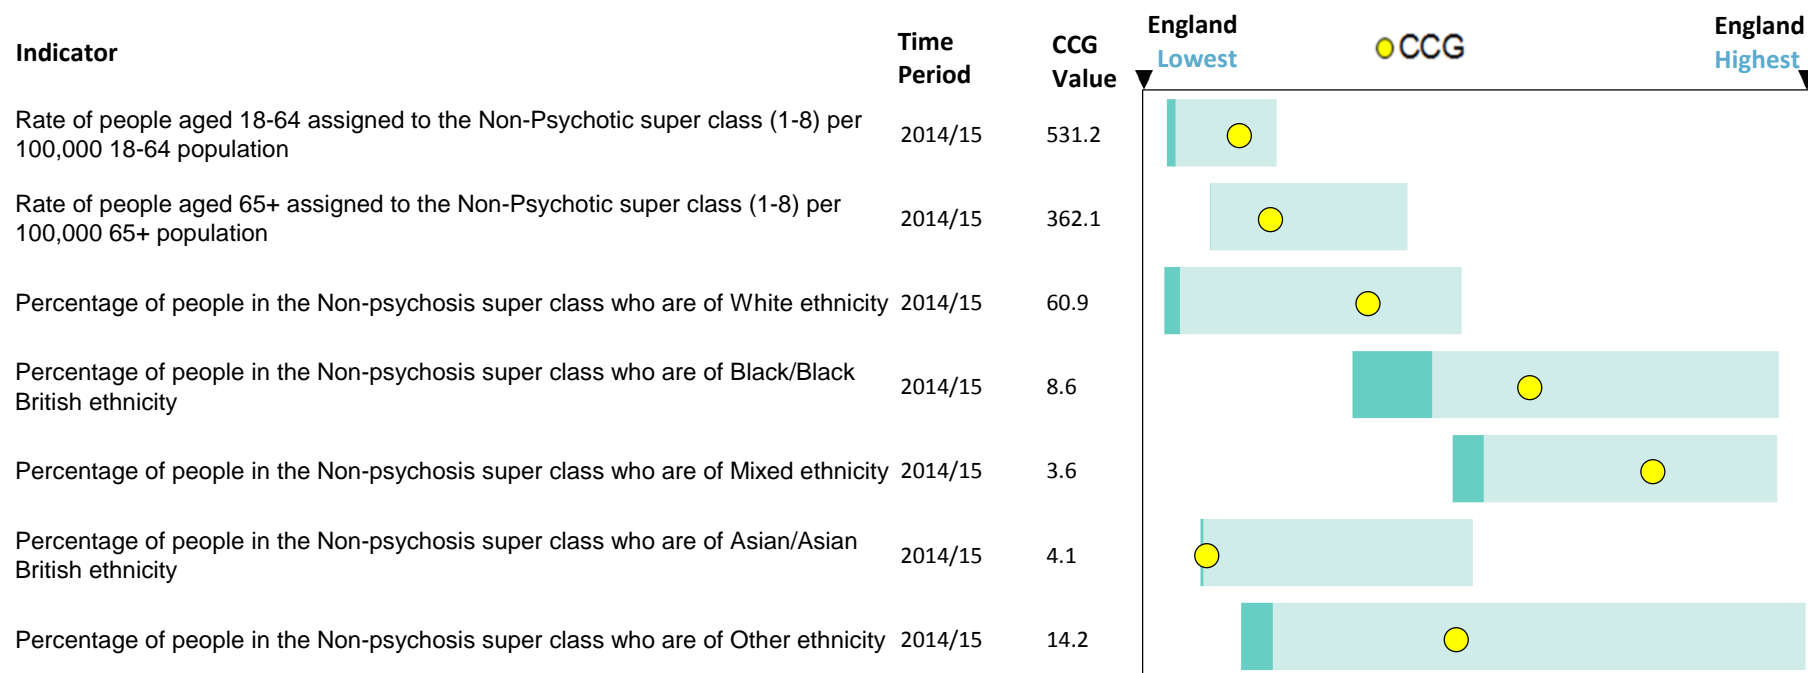 Indicator
Time
Period
CCG
Value
England
Lowest
CCG
England
Highest
Rate of people aged 18-64 assigned to the Non-Psychotic super class (1-8) per
100,000 18-64 population
2014/15
531.2
Rate of people aged 65+ assigned to the Non-Psychotic super class (1-8) per
100,000 65+ population
2014/15
362.1
Percentage of people in the Non-psychosis super class who are of White ethnicity
2014/15
60.9
Percentage of people in the Non-psychosis super class who are of Black/Black
British ethnicity
2014/15
8.6
Percentage of people in the Non-psychosis super class who are of Mixed ethnicity
2014/15
3.6
Percentage of people in the Non-psychosis super class who are of Asian/Asian
British ethnicity
2014/15
4.1
Percentage of people in the Non-psychosis super class who are of Other ethnicity
2014/15
14.2